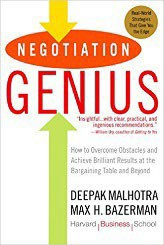 Real-World
Strategies
That Give You
the Edge
NEGOTIATION
GENIUS
"Insightful...with clear, practical, and
ingenious recommendations."
—William Ury, coauthor of Getting to Yes
How to Overcome Obstacles and
Achieve Brilliant Results at the
Bargaining Table and Beyond
DEEPAK MALHOTRA
MAX H. BAZERMAN
Harvard Business School